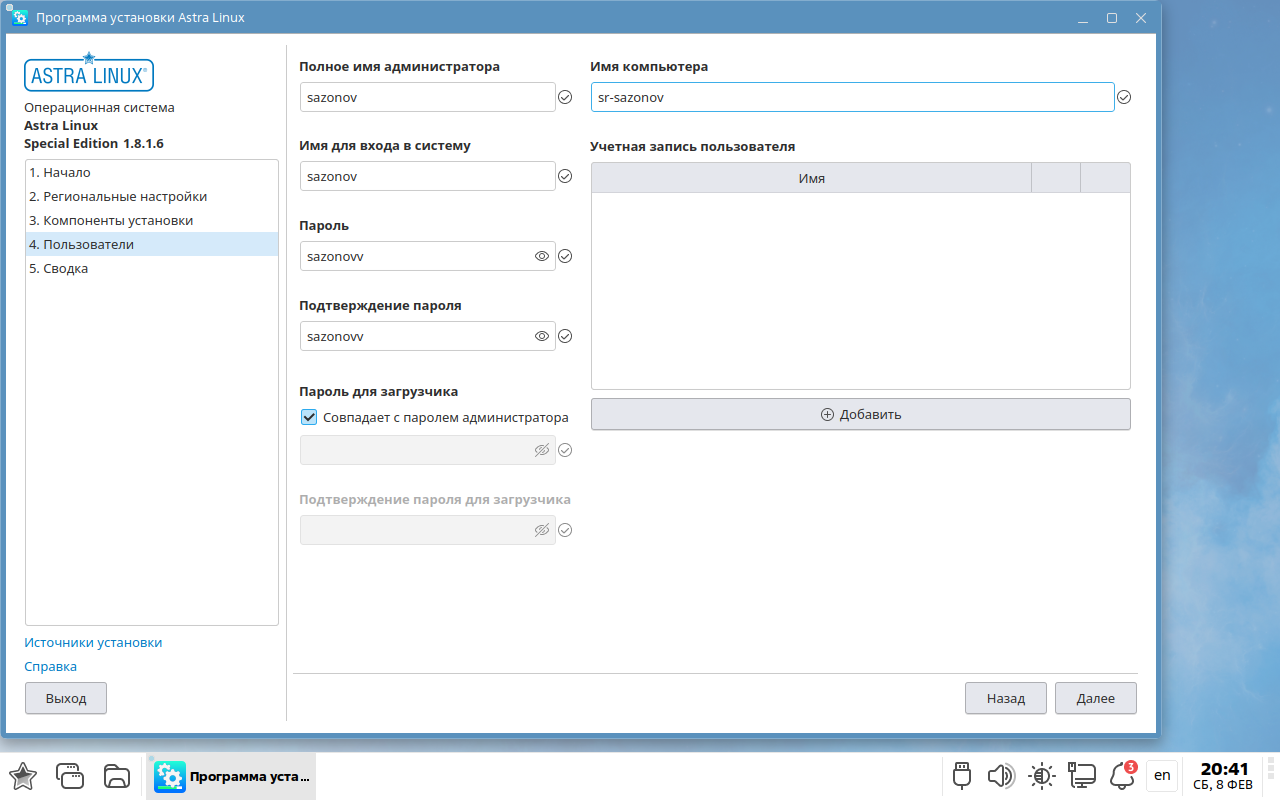 Программа установки Astra Linux
ASTRA LINUX®
Операционная система
Astra Linux
Special Edition 1.8.1.6
1. Начало
2. Региональные настройки
3. Компоненты установки
4. Пользователи
5. Сводка
Источники установки
Справка
Выход
Полное имя администратора
sazonov
Имя для входа в систему
sazonov
Пароль
sazonovv
Подтверждение пароля
sazonovv
Пароль для загрузчика
Совпадает с паролем администратора
Подтверждение пароля для загрузчика
Имя компьютера
sr-sazonov
Учетная запись пользователя
Имя
Добавить
Назад
Далее
Программа уста...
3
en
20:41
СБ, 8 ФЕВ